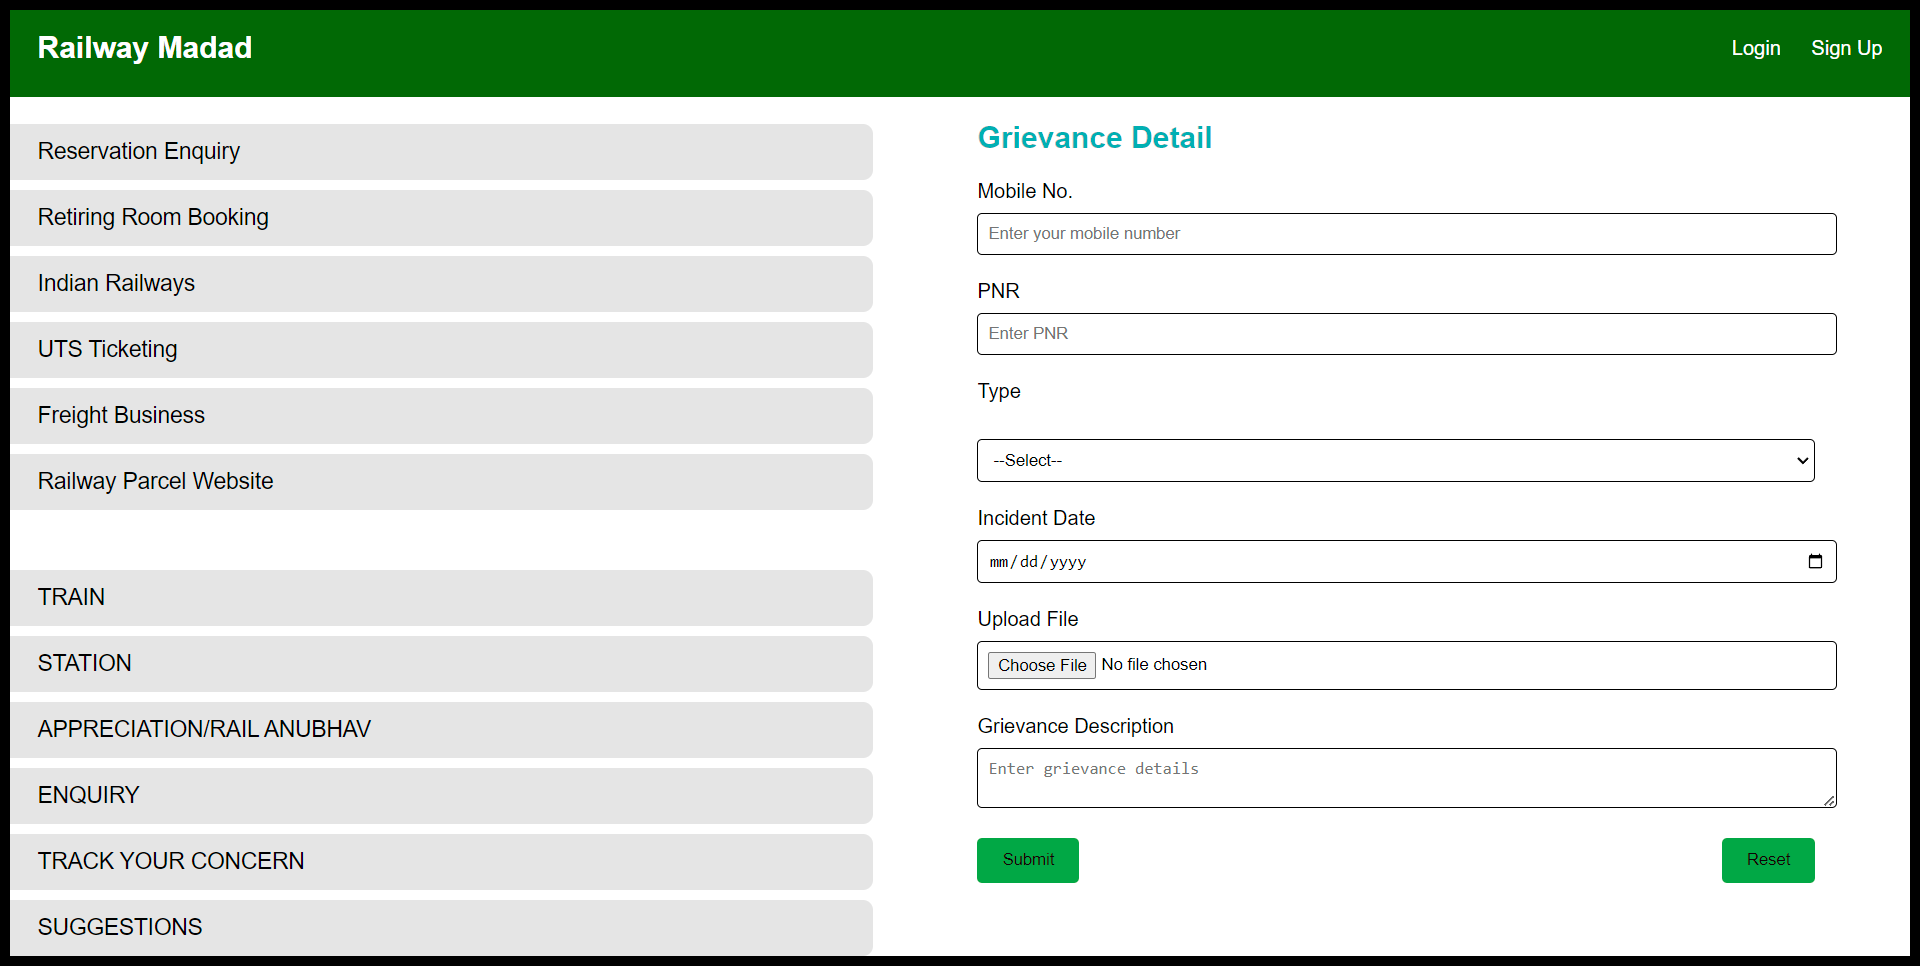 Railway Madad
Login
Sign Up
Reservation Enquiry
Retiring Room Booking
Indian Railways
UTS Ticketing
Freight Business
Railway Parcel Website
TRAIN
STATION
APPRECIATION/RAIL ANUBHAV
ENQUIRY
TRACK YOUR CONCERN
SUGGESTIONS
Grievance Detail
Mobile No.
Enter your mobile number
PNR
Enter PNR
Type
--Select--
Incident Date
mm/dd/yyyy
Upload File
Choose File No file chosen
Grievance Description
Enter grievance details
Submit
Reset